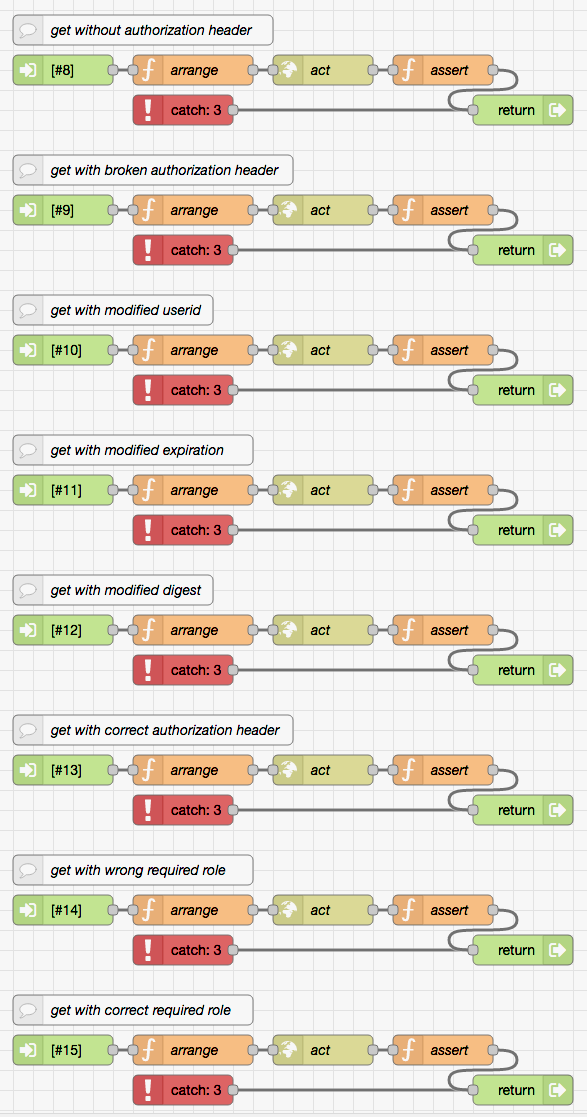 get without authorization header
[#8] arrange act assert
catch: 3 return
get with broken authorization header
[#9] arrange act assert
catch: 3 return
get with modified userid
[#10] arrange act assert
catch: 3 return
get with modified expiration
[#11] arrange act assert
catch: 3 return
get with modified digest
[#12] arrange act assert
catch: 3 return
get with correct authorization header
[#13] arrange act assert
catch: 3 return
get with wrong required role
[#14] arrange act assert
catch: 3 return
get with correct required role
[#15] arrange act assert
catch: 3 return